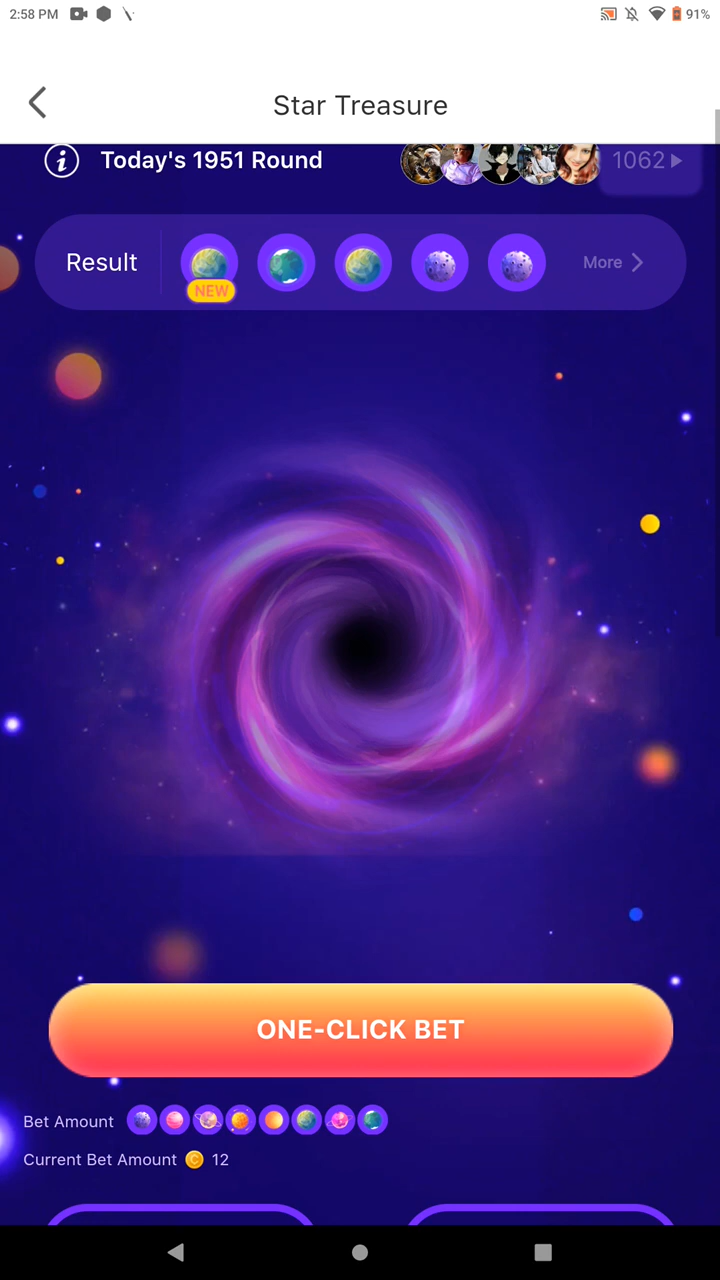 2:58 PM 91%
Star Treasure
Today's 1951 Round 1062
Result More
NEW
ONE-CLICK BET
Bet Amount
Current Bet Amount 12